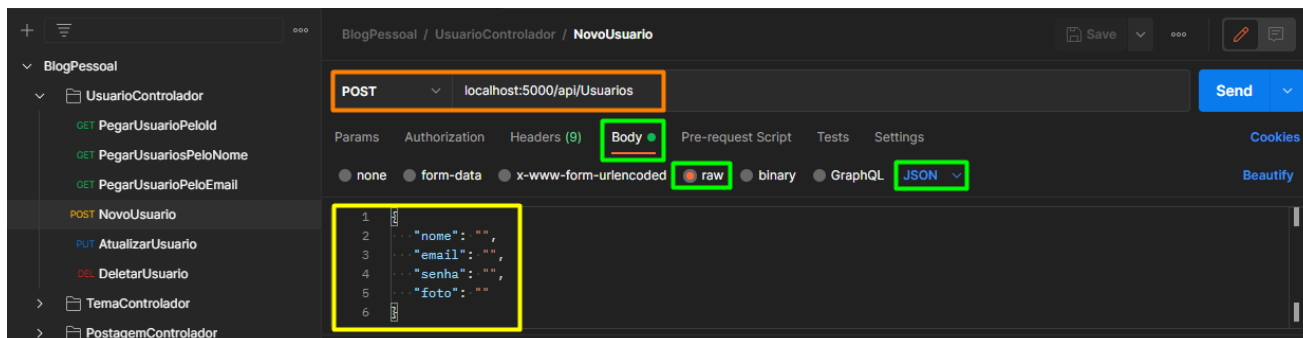 BlogPessoal / UsuarioControlador / NovoUsuario
Save
BlogPessoal
UsuarioControlador
GET PegarUsuarioPeloId
GET PegarUsuariosPeloNome
GET PegarUsuarioPeloEmail
POST NovoUsuario
PUT AtualizarUsuario
DEL DeletarUsuario
TemaControlador
PostagemControlador
POST localhost:5000/api/Usuarios
Send
Params Authorization Headers (9) Body Pre-request Script Tests Settings Cookies
none form-data x-www-form-urlencoded raw binary GraphQL JSON Beautify
1 {
2 "nome": "",
3 "email": "",
4 "senha": "",
5 "foto": ""
6 }